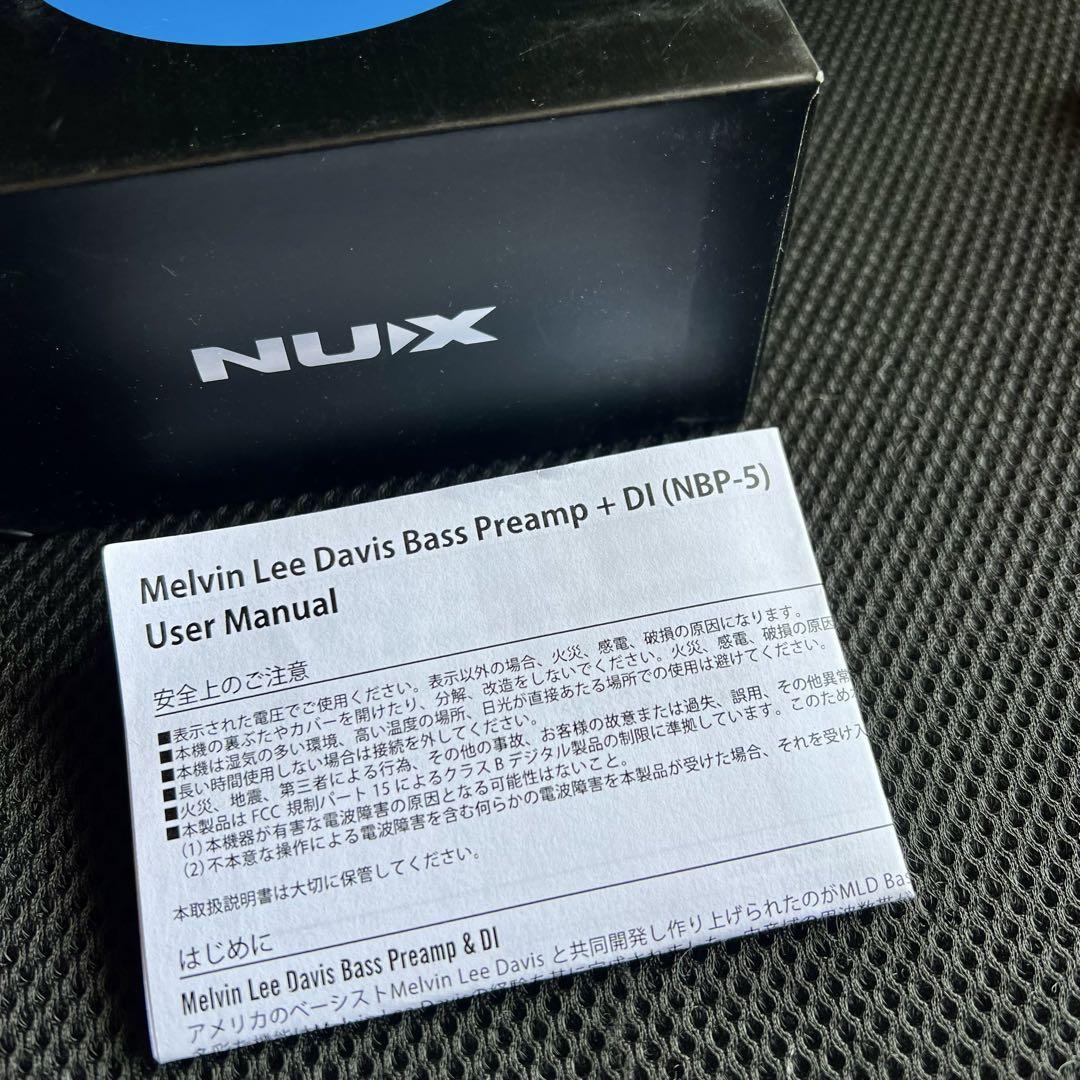 NUX
Melvin Lee Davis Bass Preamp + DI (NBP-5)
User Manual
安全上のご注意
■表示された電圧でご使用ください。表示以外の場合、火災、感電、破損の原因になります。
■本機の裏ぶたやカバーを開けたり、分解、改造をしないでください。火災、感電、破損の原因
■本機は湿気の多い環境、高い温度の場所、日光が直接あたる場所での使用は避けてください。
■長い時間使用しない場合は接続を外してください。
■火災、地震、第三者による行為、その他の事故、お客様の故意または過失、誤用、その他異常
■本製品は FCC 規制パート 15 によるクラス B デジタル製品の制限に準拠しています。このため
(1)本機器が有害な電波障害の原因となる可能性はないこと。
(2)不本意な操作による電波障害を含む何らかの電波障害を本製品が受けた場合、それを受け入
本取扱説明書は大切に保管してください。
はじめに
Melvin Lee Davis Bass Preamp & DI
アメリカのベーシストMelvin Lee Davis と共同開発し作り上げられたのがMLD Bas